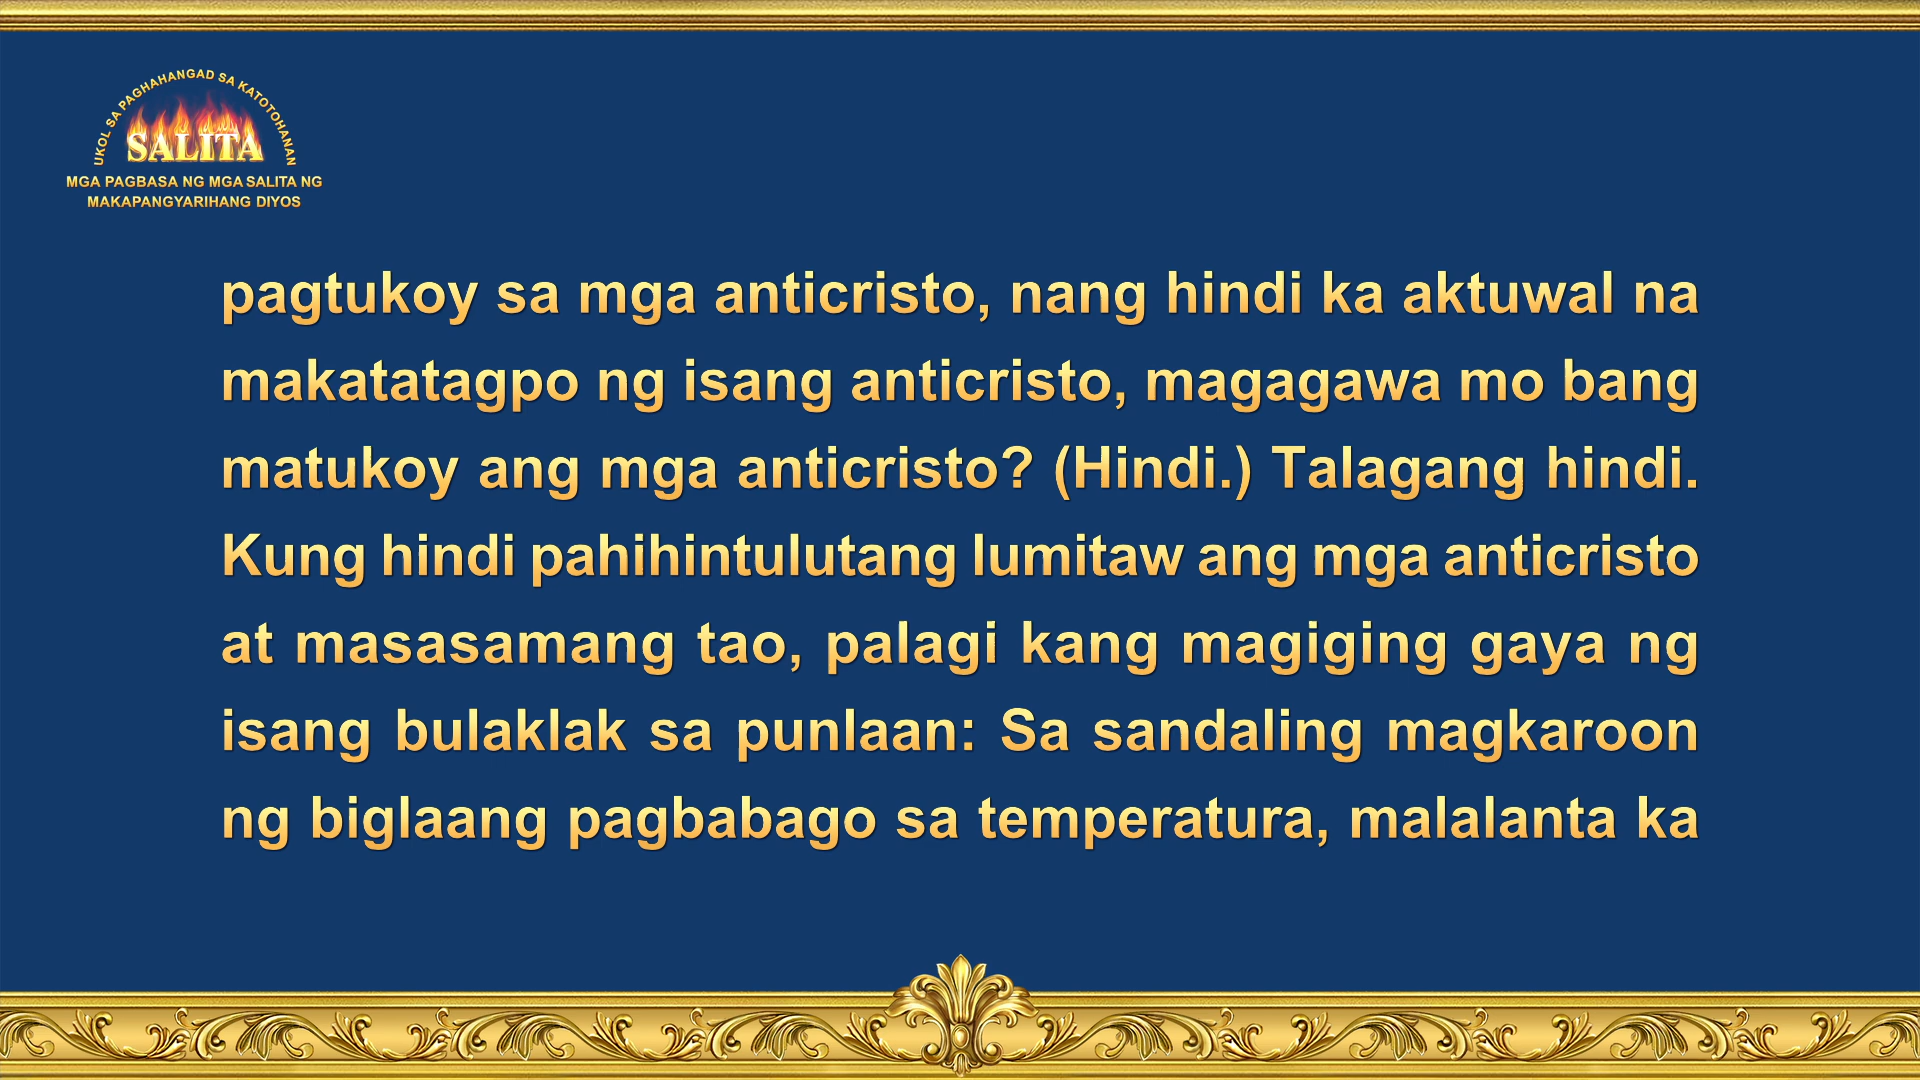 UKOL SA PAGHAHANGAD SA KATOTOHANAN
SALITA
MGA PAGBASA NG MGA SALITA NG
MAKAPANGYARIHANG DIYOS
pagtukoy sa mga anticristo, nang hindi ka aktuwal na
makatatagpo ng isang anticristo, magagawa mo bang
matukoy ang mga anticristo? (Hindi.) Talagang hindi.
Kung hindi pahihintulutang lumitaw ang mga anticristo
at masasamang tao, palagi kang magiging gaya ng
isang bulaklak sa punlaan: Sa sandaling magkaroon
ng biglaang pagbabago sa temperatura, malalanta ka